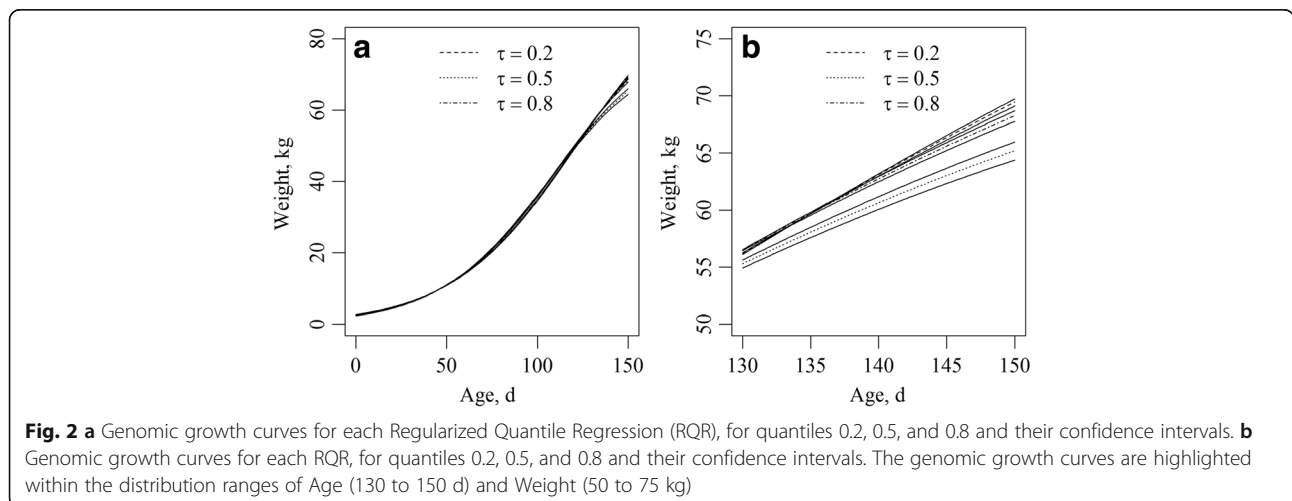 a
80
60
40
20
0
Weight, kg
τ = 0.2
τ = 0.5
τ = 0.8
0 50 100 150
Age, d
b
75
70
65
60
55
50
Weight, kg
τ = 0.2
τ = 0.5
τ = 0.8
130 135 140 145 150
Age, d
Fig. 2 a Genomic growth curves for each Regularized Quantile Regression (RQR), for quantiles 0.2, 0.5, and 0.8 and their confidence intervals. b
Genomic growth curves for each RQR, for quantiles 0.2, 0.5, and 0.8 and their confidence intervals. The genomic growth curves are highlighted
within the distribution ranges of Age (130 to 150 d) and Weight (50 to 75 kg)